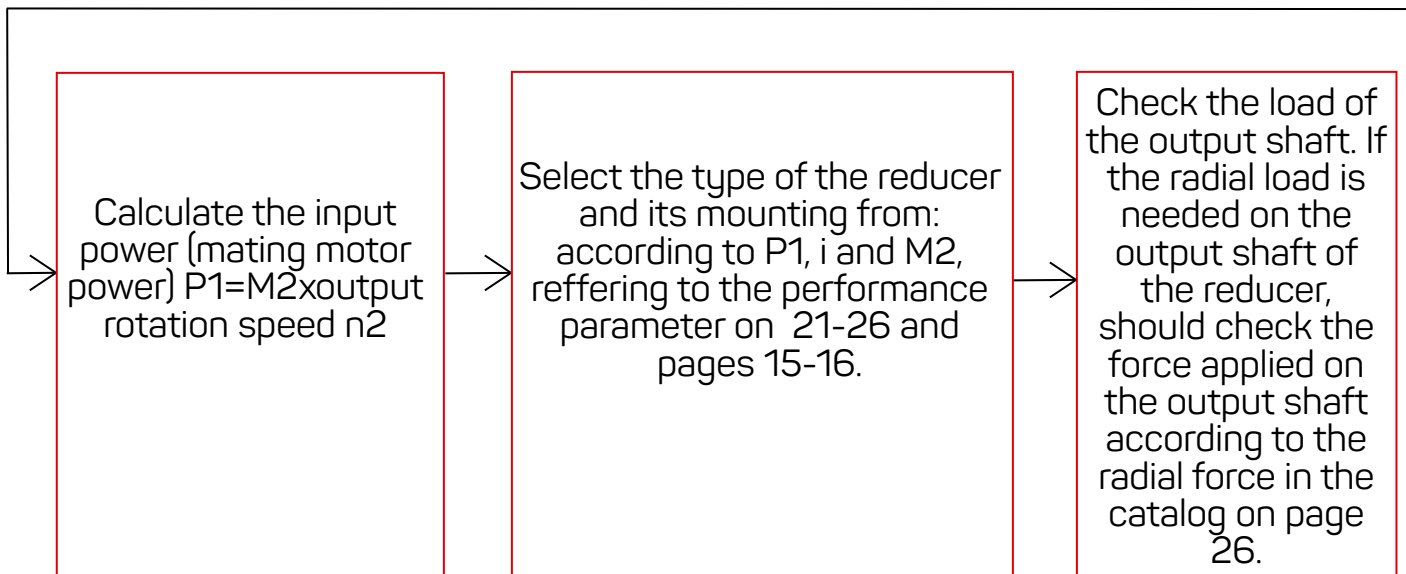 Calculate the input
power (mating motor
power) P1=M2xoutput
rotation speed n2
Select the type of the reducer
and its mounting from:
according to P1, i and M2,
reffering to the performance
parameter on 21-26 and
pages 15-16.
Check the load of
the output shaft. If
the radial load is
needed on the
output shaft of
the reducer,
should check the
force applied on
the output shaft
according to the
radial force in the
catalog on page
26.